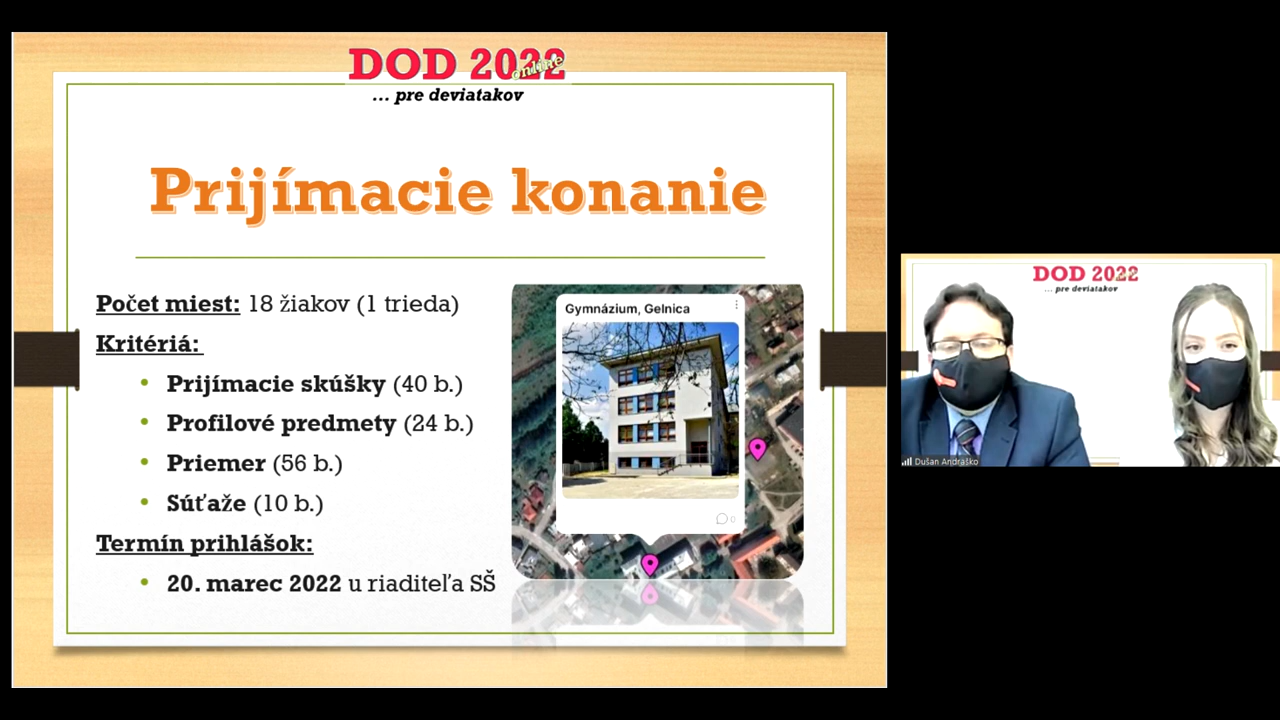 DOD 2022
online
... pre deviatakov
Prijímacie konanie
Počet miest: 18 žiakov (1 trieda)
Kritériá:
• Prijímacie skúšky (40 b.)
• Profilové predmety (24 b.)
• Priemer (56 b.)
• Súťaže (10 b.)
Termín prihlášok:
• 20. marec 2022 u riaditeľa SŠ
Gymnázium, Gelnica
0
DOD 2022
... pre deviatakov
Dušan Andraško